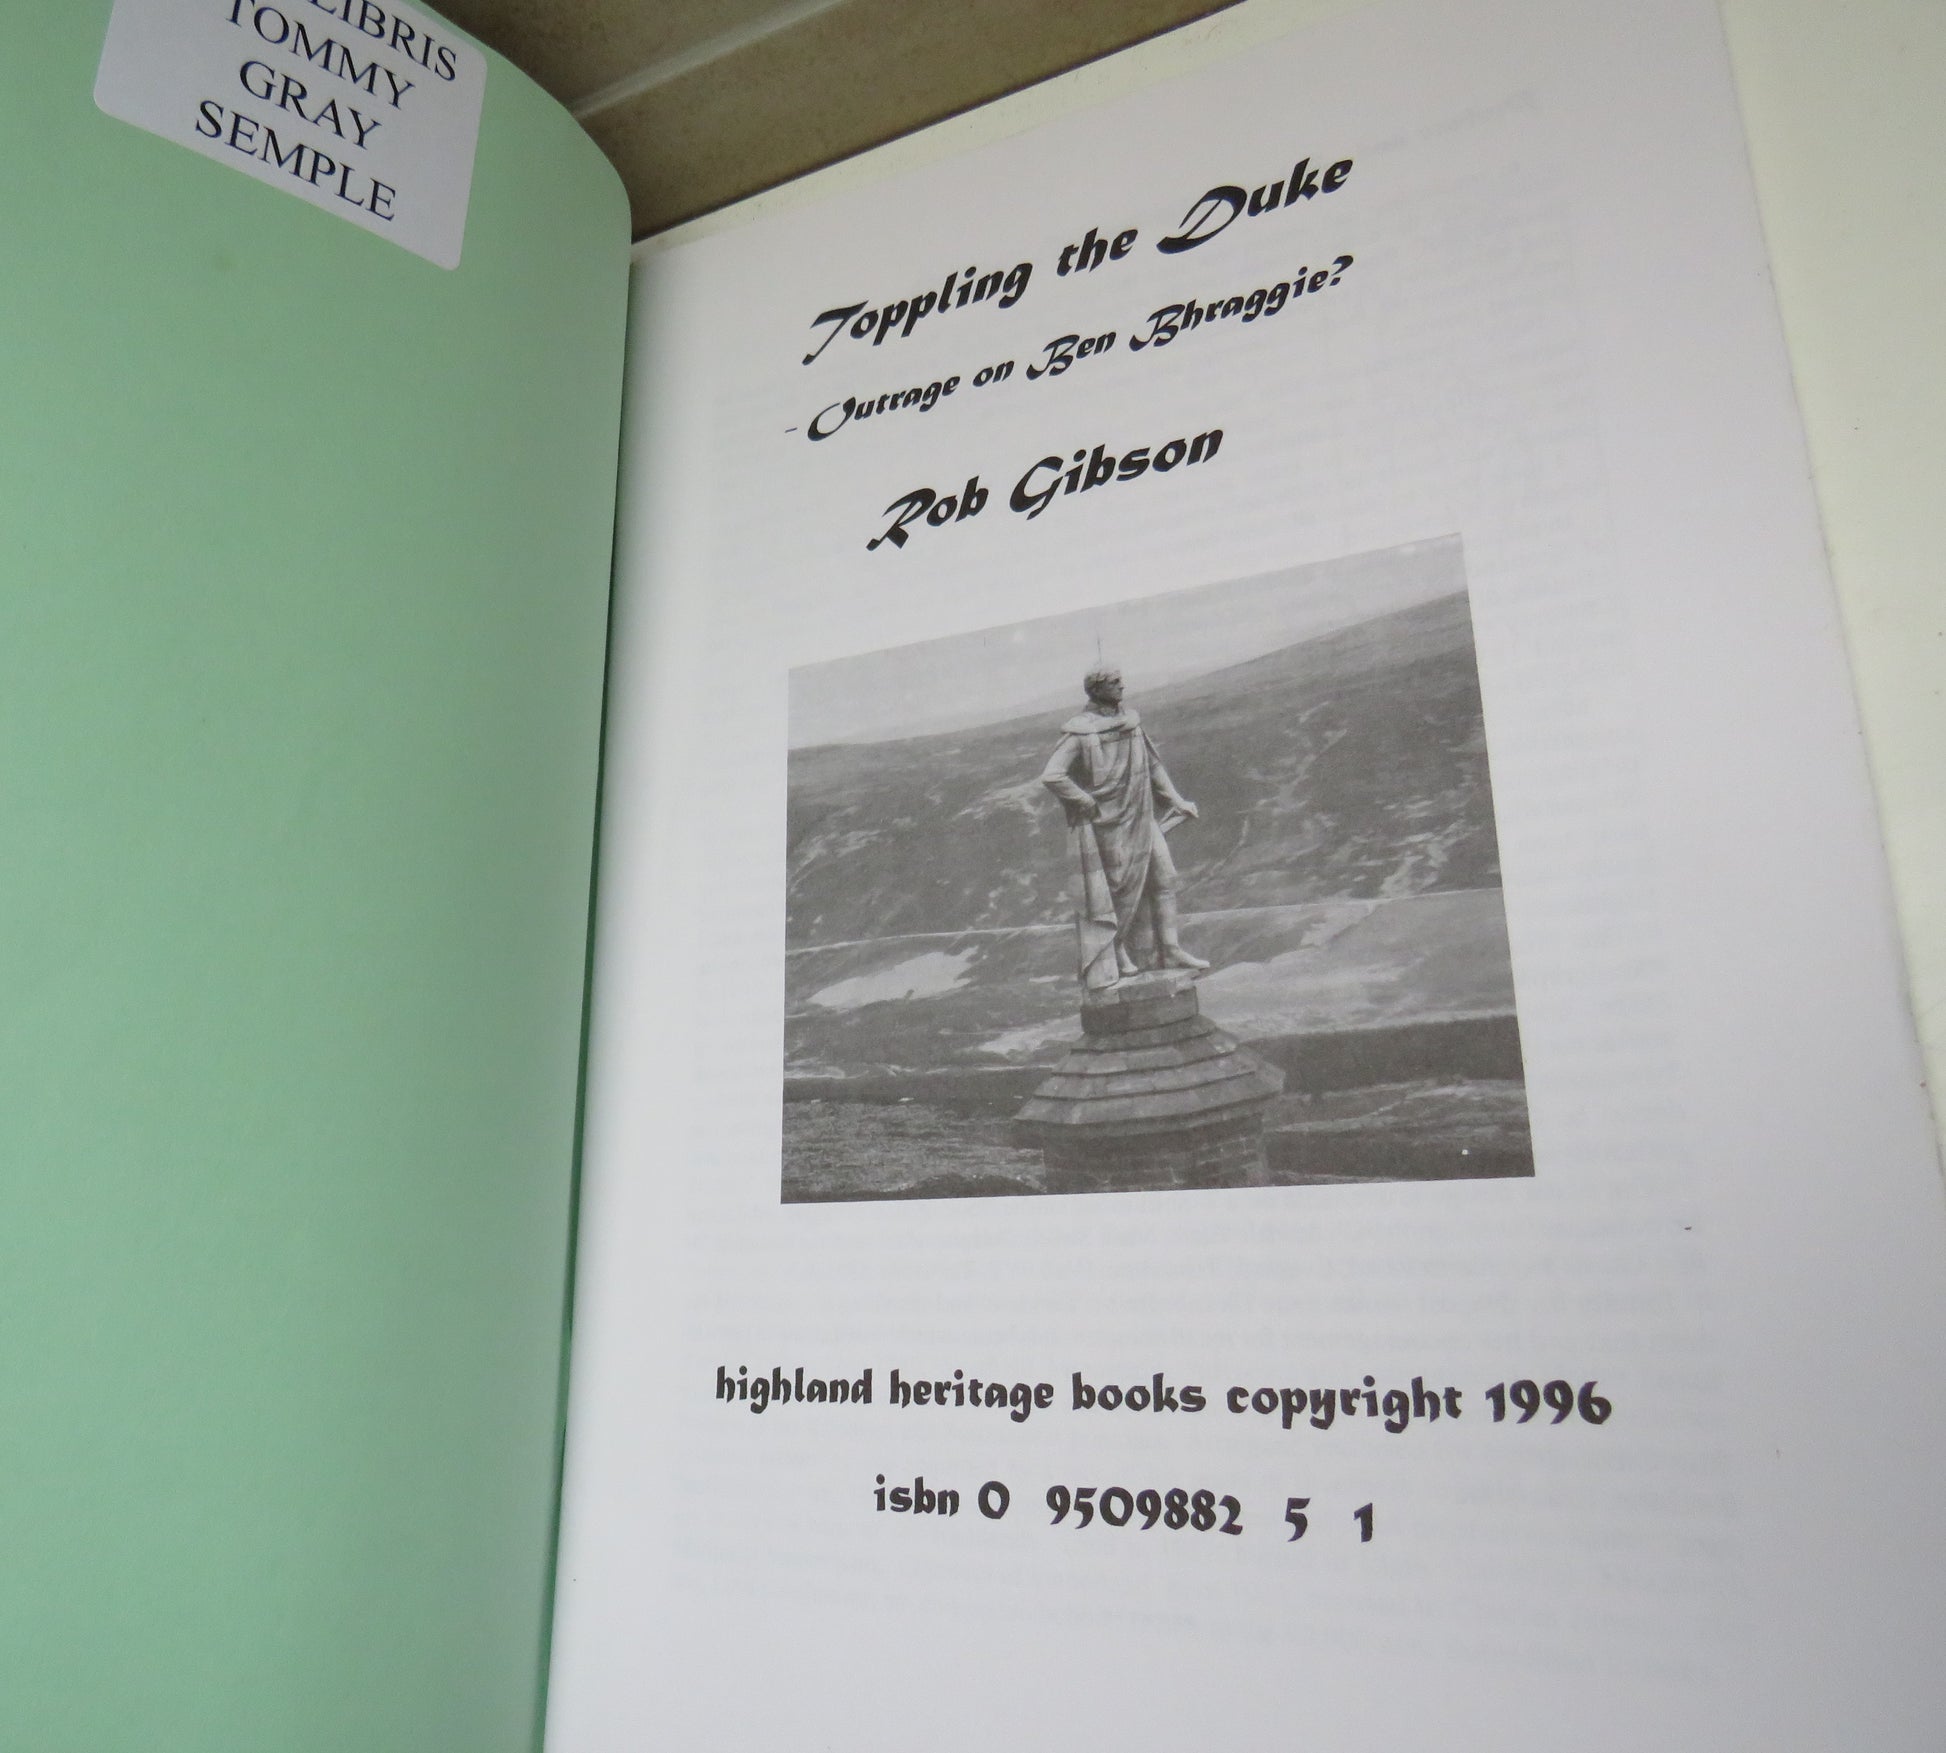 LIBRIS
TOMMY
GRAY
SEMPLE
Toppling the Duke
- Outrage on Ben Bhraggie?
Rob Gibson
highland heritage books copyright 1996
isbn 0 9509882 5 1